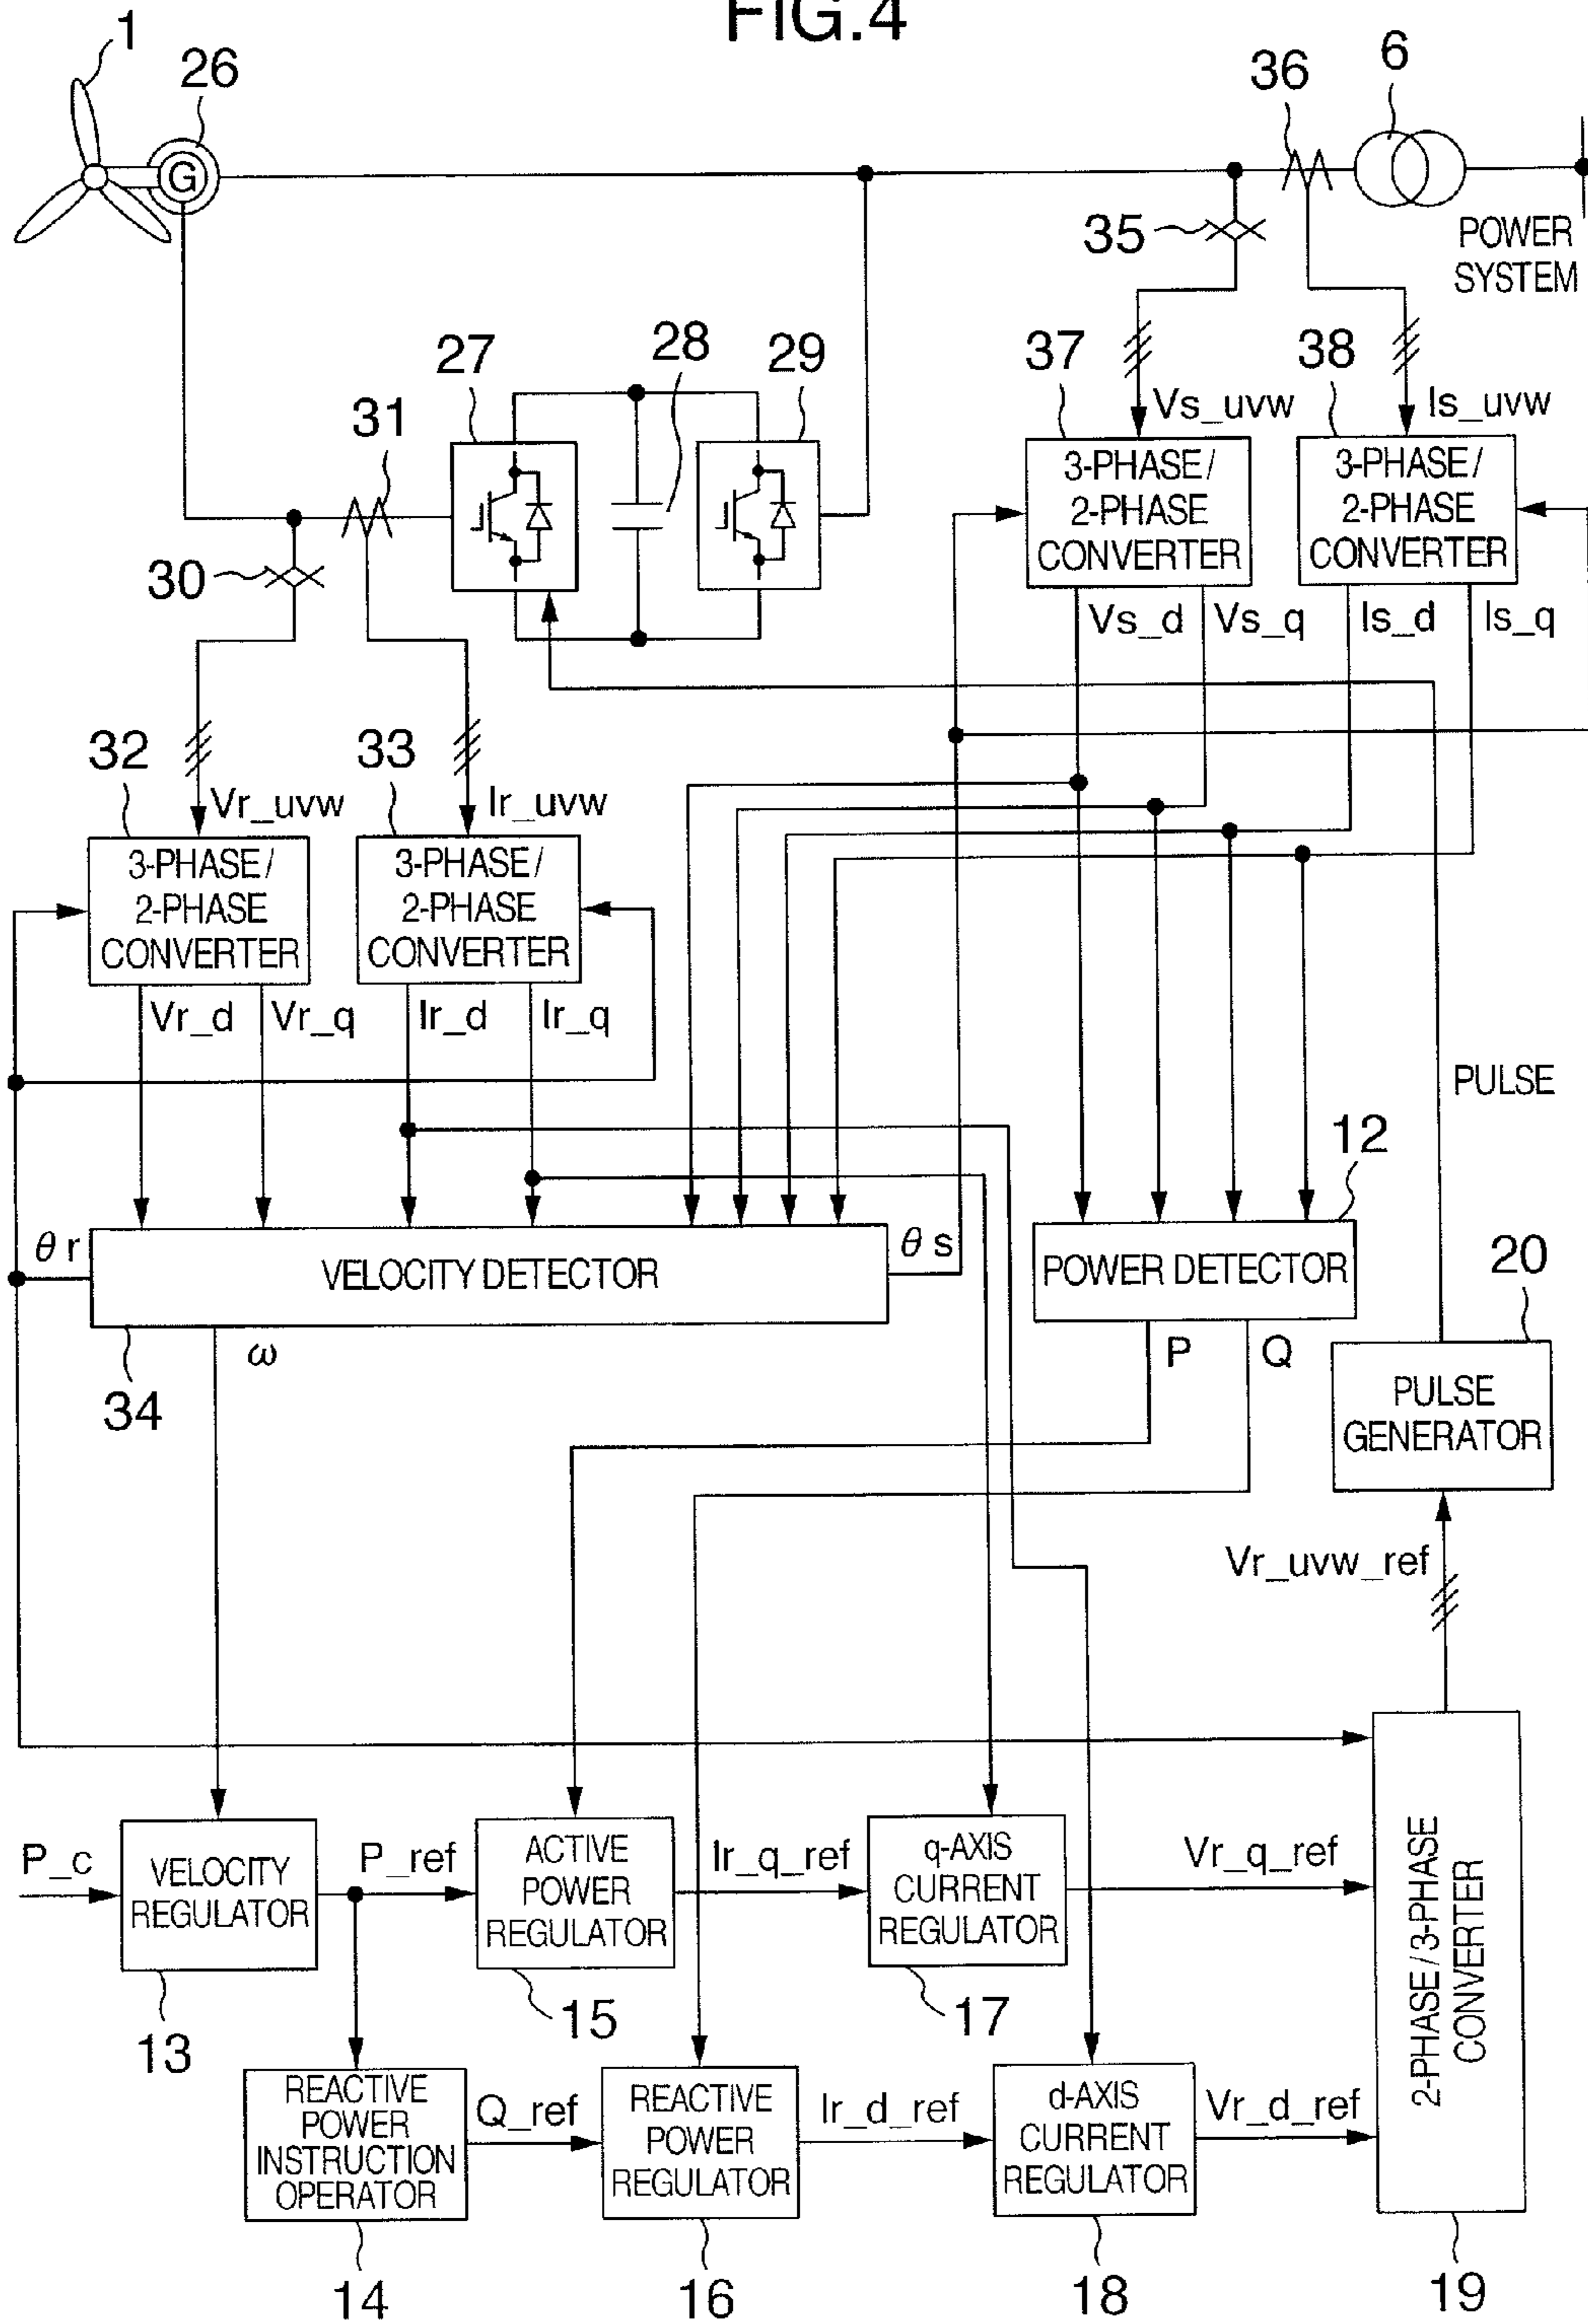 FIG.4
1
26
G
36
6
35
POWER
SYSTEM
27
28
29
37
38
31
Vs_uvw
Is_uvw
3-PHASE/
2-PHASE
CONVERTER
3-PHASE/
2-PHASE
CONVERTER
30
Vs_d
Vs_q
Is_d
Is_q
32
33
Vr_uvw
Ir_uvw
3-PHASE/
2-PHASE
CONVERTER
3-PHASE/
2-PHASE
CONVERTER
Vr_d
Vr_q
Ir_d
Ir_q
PULSE
12
θ r
VELOCITY DETECTOR
θ s
POWER DETECTOR
20
34
ω
P
Q
PULSE
GENERATOR
Vr_uvw_ref
P_c
VELOCITY
REGULATOR
P_ref
ACTIVE
POWER
REGULATOR
Ir_q_ref
q-AXIS
CURRENT
REGULATOR
Vr_q_ref
2-PHASE/3-PHASE
CONVERTER
13
15
17
REACTIVE
POWER
INSTRUCTION
OPERATOR
Q_ref
REACTIVE
POWER
REGULATOR
Ir_d_ref
d-AXIS
CURRENT
REGULATOR
Vr_d_ref
14
16
18
19